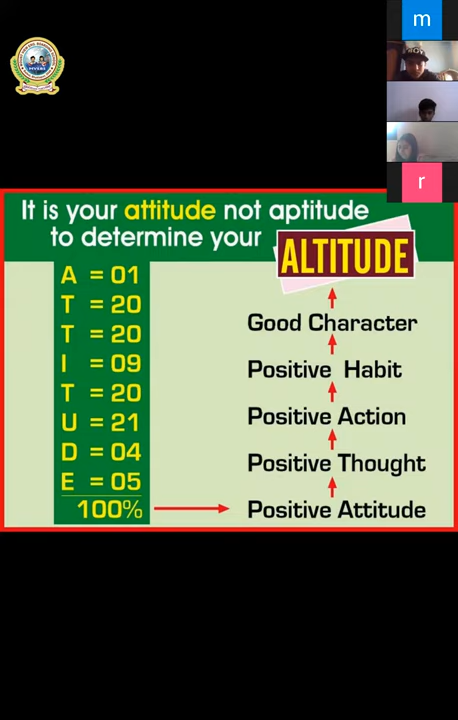 m
r
It is your attitude not aptitude
to determine your
ALTITUDE
A = 01
T = 20
T = 20
I = 09
T = 20
U = 21
D = 04
E = 05
100%
Good Character
Positive Habit
Positive Action
Positive Thought
Positive Attitude